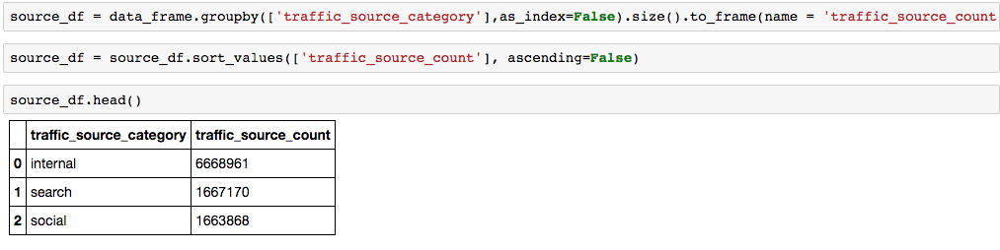 source_df = data_frame.groupby(['traffic_source_category'],as_index=False).size().to_frame(name = 'traffic_source_count
source_df = source_df.sort_values(['traffic_source_count'], ascending=False)
source_df.head()
traffic_source_category traffic_source_count
0 internal 6668961
1 search 1667170
2 social 1663868